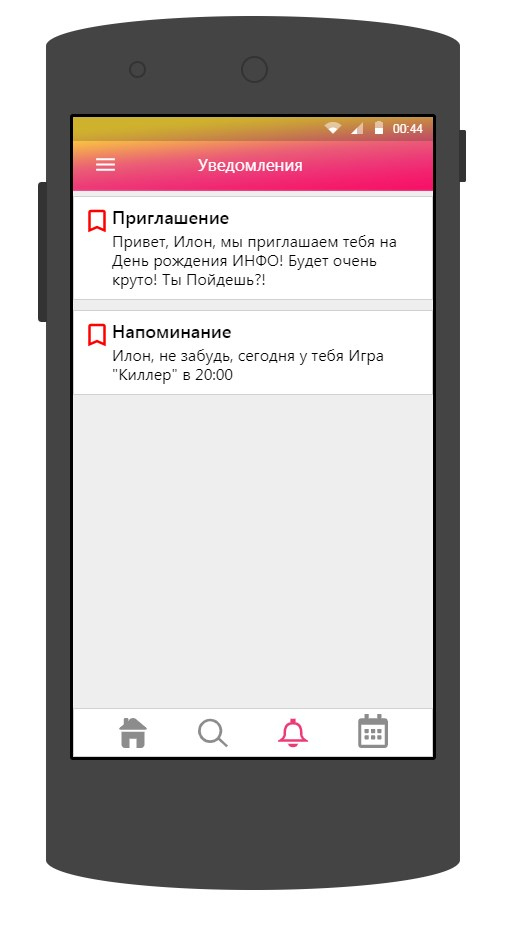 00:44
Уведомления
Приглашение
Привет, Илон, мы приглашаем тебя на
День рождения ИНФО! Будет очень
круто! Ты Пойдешь?!
Напоминание
Илон, не забудь, сегодня у тебя Игра
"Киллер" в 20:00